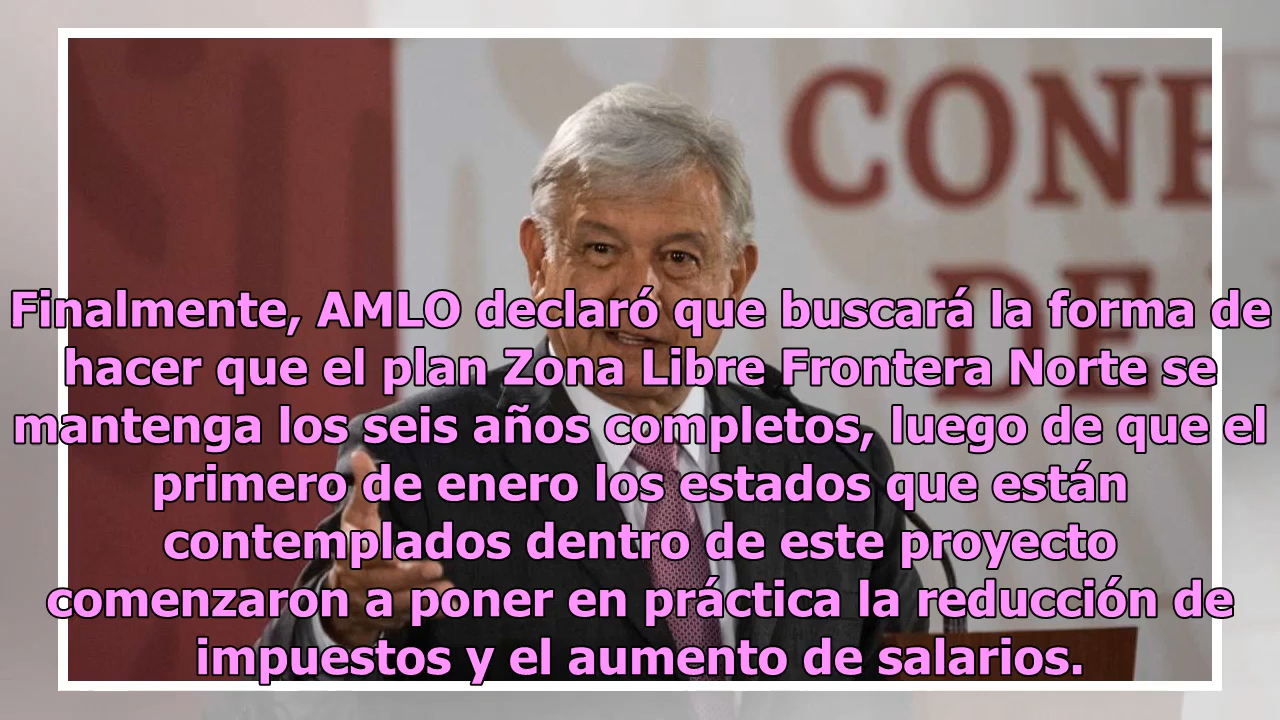 CONF
DE
Finalmente, AMLO declaró que buscará la forma de
hacer que el plan Zona Libre Frontera Norte se
mantenga los seis años completos, luego de que el
primero de enero los estados que están
contemplados dentro de este proyecto
comenzaron a poner en práctica la reducción de
impuestos y el aumento de salarios.